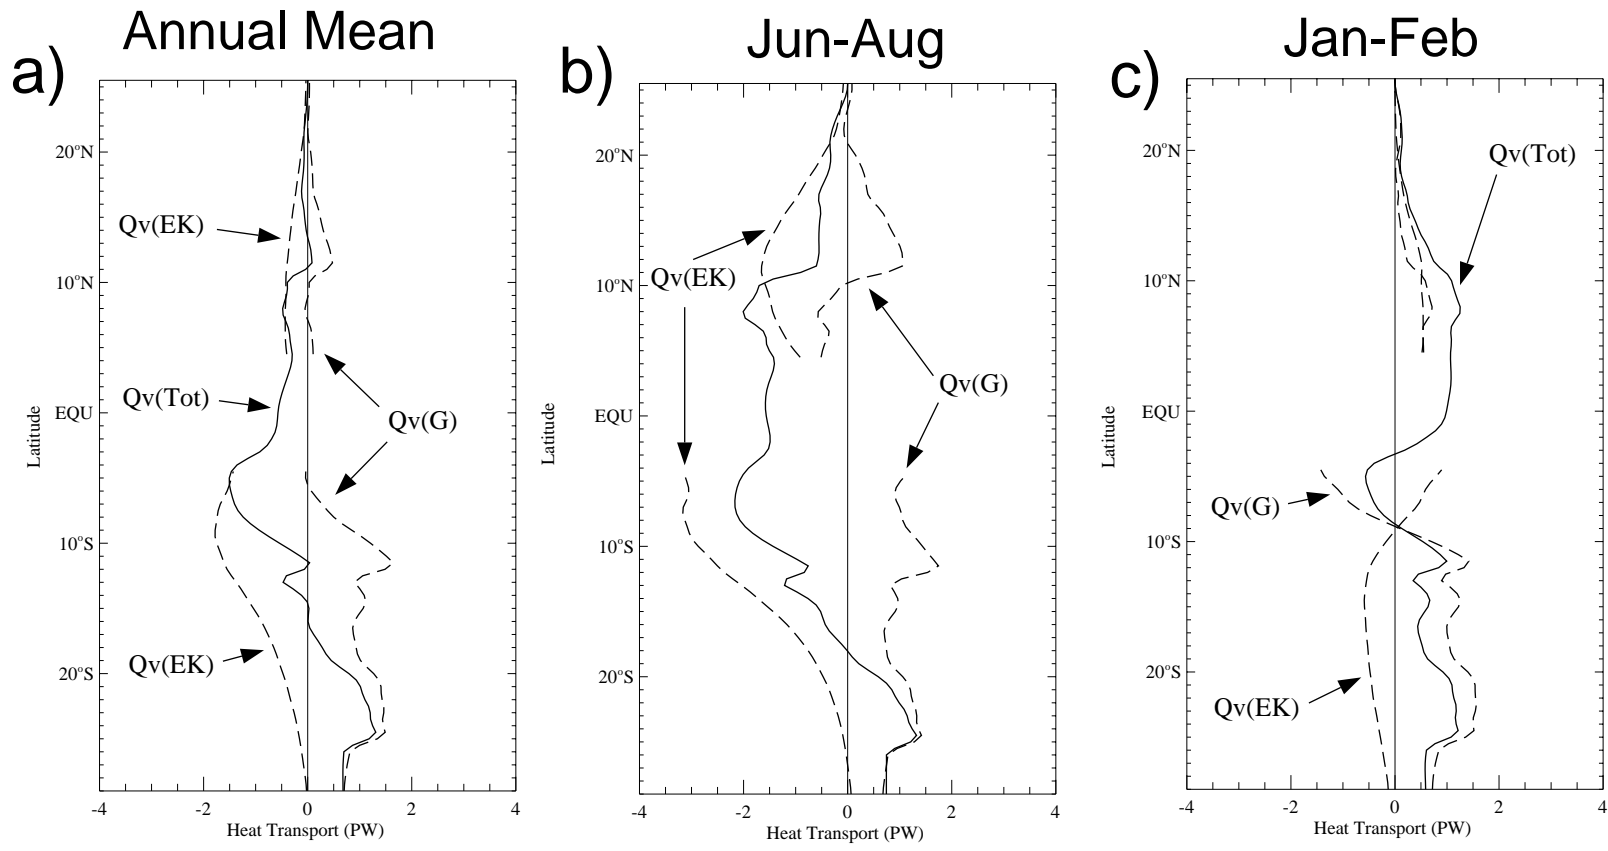 Annual Mean
Jun-Aug
Jan-Feb
a)
b)
c)
20°N
10°N
EQU
10°S
20°S
Latitude
-4
-2
0
2
4
Heat Transport (PW)
Qv(EK)
Qv(Tot)
Qv(G)
Qv(EK)
20°N
10°N
EQU
10°S
20°S
Latitude
-4
-2
0
2
4
Heat Transport (PW)
Qv(EK)
Qv(G)
20°N
10°N
EQU
10°S
20°S
Latitude
-4
-2
0
2
4
Heat Transport (PW)
Qv(Tot)
Qv(G)
Qv(EK)